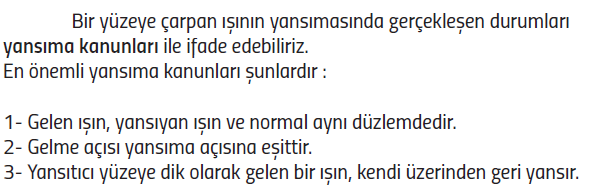 Bir yüzeye çarpan ışının yansımasında gerçekleşen durumları
yansıma kanunları ile ifade edebiliriz.
En önemli yansıma kanunları şunlardır :
1- Gelen ışın, yansıyan ışın ve normal aynı düzlemdedir.
2- Gelme açısı yansıma açısına eşittir.
3- Yansıtıcı yüzeye dik olarak gelen bir ışın, kendi üzerinden geri yansır.